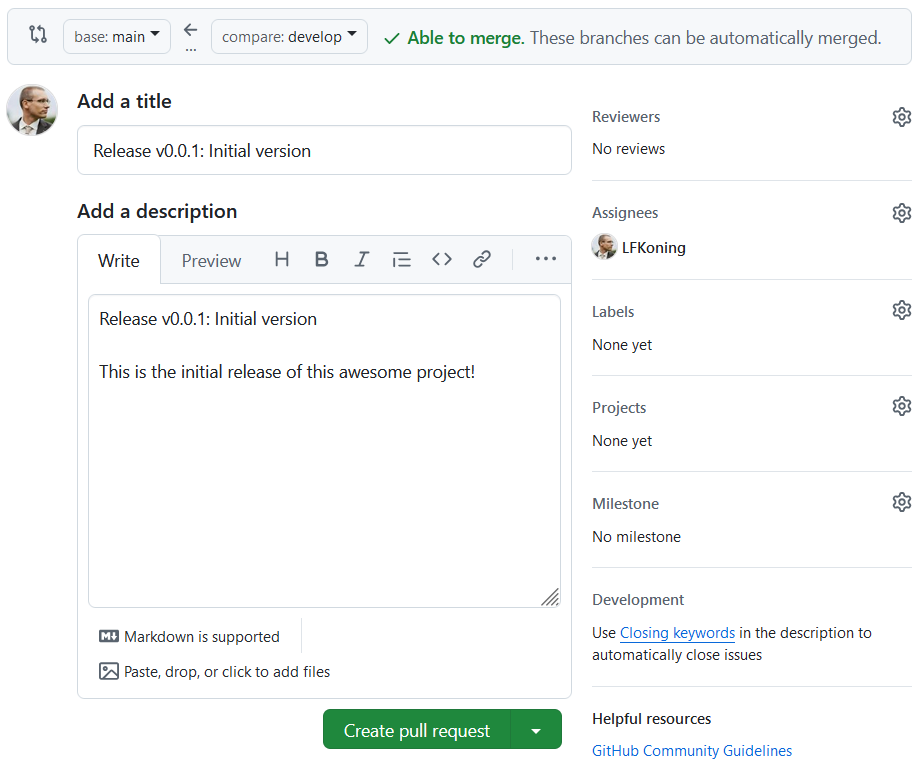 base: main ← ... compare: develop ✓ Able to merge. These branches can be automatically merged.
Add a title
Release v0.0.1: Initial version
Add a description
Write Preview H B I <> ...
Release v0.0.1: Initial version
This is the initial release of this awesome project!
Markdown is supported
Paste, drop, or click to add files
Create pull request
Reviewers
No reviews
Assignees
LFKoning
Labels
None yet
Projects
None yet
Milestone
No milestone
Development
Use Closing keywords in the description to
automatically close issues
Helpful resources
GitHub Community Guidelines